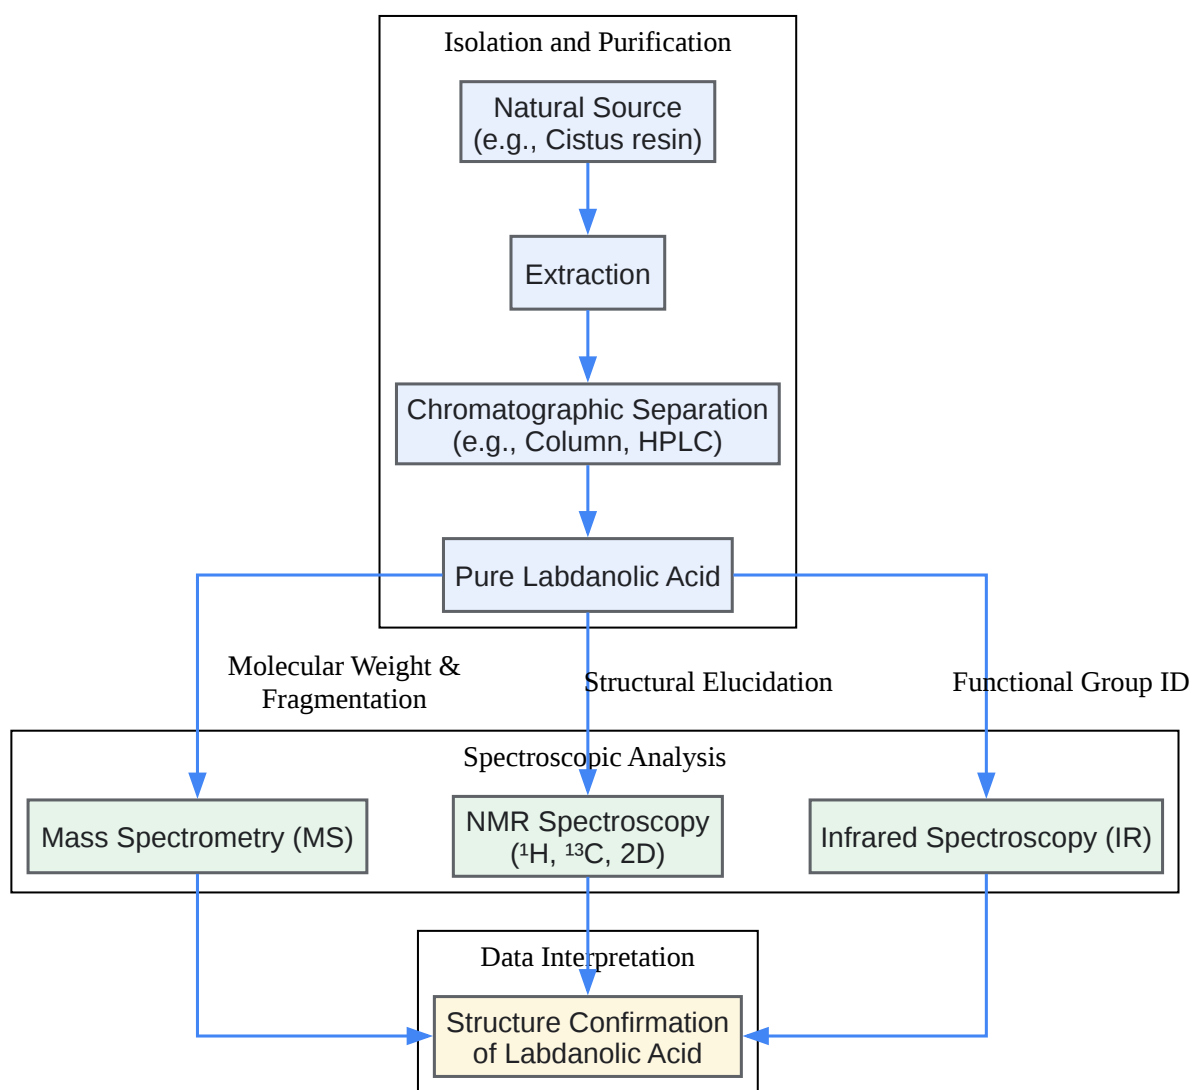 Isolation and Purification
Natural Source
(e.g., Cistus resin)
Extraction
Chromatographic Separation
(e.g., Column, HPLC)
Pure Labdanolic Acid
Molecular Weight &
Fragmentation
Structural Elucidation
Functional Group ID
Spectroscopic Analysis
Mass Spectrometry (MS)
NMR Spectroscopy
(¹H, ¹³C, 2D)
Infrared Spectroscopy (IR)
Data Interpretation
Structure Confirmation
of Labdanolic Acid